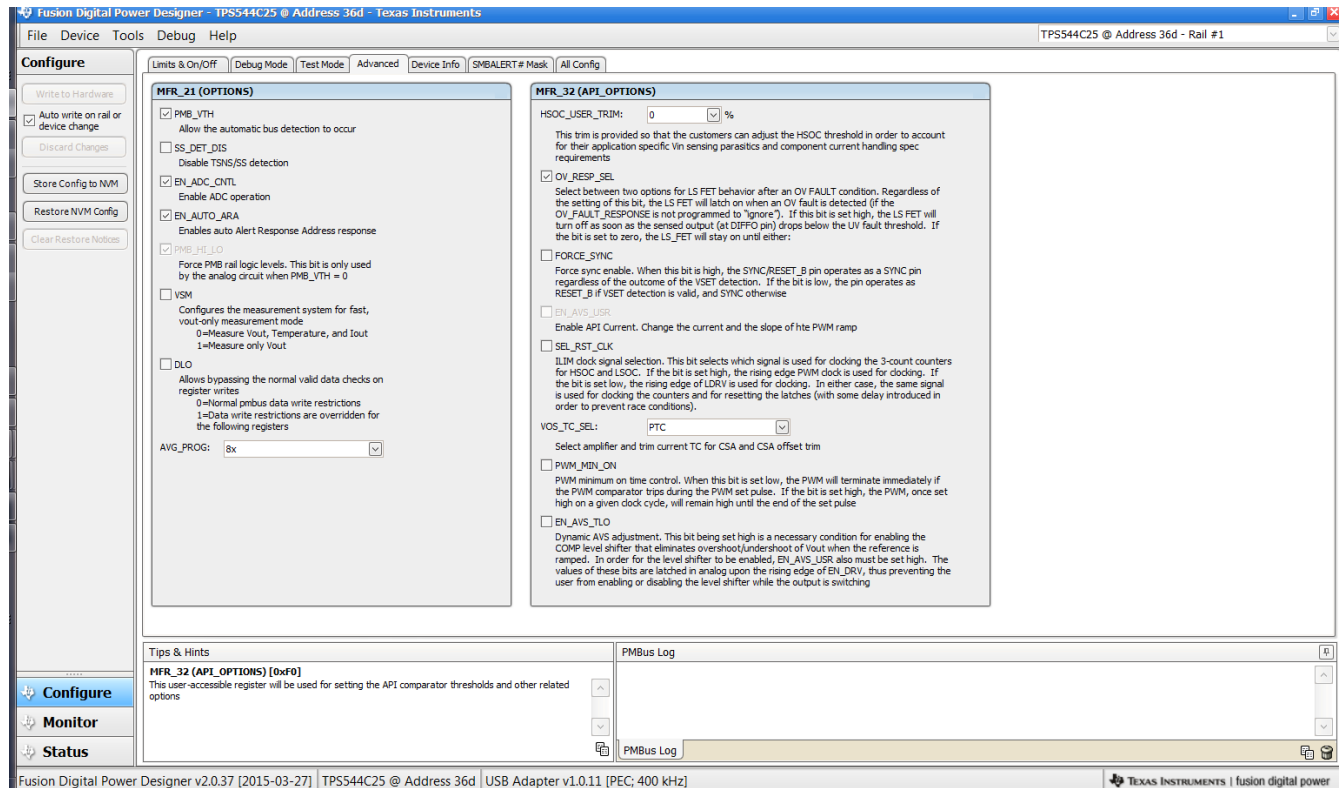 Fusion Digital Power Designer - TPS544C25 @ Address 36d - Texas Instruments
File Device Tools Debug Help
TPS544C25 @ Address 36d - Rail #1
Configure
Write to Hardware
Auto write on rail or
device change
Discard Changes
Store Config to NVM
Restore NVM Config
Clear Restore Notices
Limits & On/Off Debug Mode Test Mode Advanced Device Info SMBALERT# Mask All Config
MFR_21 (OPTIONS)
PMB_VTH
Allow the automatic bus detection to occur
SS_DET_DIS
Disable TSNS/SS detection
EN_ADC_CNTL
Enable ADC operation
EN_AUTO_ARA
Enables auto Alert Response Address response
PMB_HI_LO
Force PMB rail logic levels. This bit is only used
by the analog circuit when PMB_VTH = 0
VSM
Configures the measurement system for fast,
vout-only measurement mode
0=Measure Vout, Temperature, and Iout
1=Measure only Vout
DLO
Allows bypassing the normal valid data checks on
register writes
0=Normal pmbus data write restrictions
1=Data write restrictions are overridden for
the following registers
AVG_PROG: 8x
MFR_32 (API_OPTIONS)
HSOC_USER_TRIM: 0 %
This trim is provided so that the customers can adjust the HSOC threshold in order to account
for their application specific Vin sensing parasitics and component current handling spec
requirements
OV_RESP_SEL
Select between two options for LS FET behavior after an OV FAULT condition. Regardless of
the setting of this bit, the LS FET will latch on when an OV fault is detected (if the
OV_FAULT_RESPONSE is not programmed to "ignore"). If this bit is set high, the LS FET will
turn off as soon as the sensed output (at DIFFO pin) drops below the UV fault threshold. If
the bit is set to zero, the LS_FET will stay on until either:
FORCE_SYNC
Force sync enable. When this bit is high, the SYNC/RESET_B pin operates as a SYNC pin
regardless of the outcome of the VSET detection. If the bit is low, the pin operates as
RESET_B if VSET detection is valid, and SYNC otherwise
EN_AVS_USR
Enable API Current. Change the current and the slope of hte PWM ramp
SEL_RST_CLK
ILIM clock signal selection. This bit selects which signal is used for clocking the 3-count counters
for HSOC and LSOC. If the bit is set high, the rising edge PWM clock is used for clocking. If
the bit is set low, the rising edge of LDRV is used for clocking. In either case, the same signal
is used for clocking the counters and for resetting the latches (with some delay introduced in
order to prevent race conditions).
VOS_TC_SEL: PTC
Select amplifier and trim current TC for CSA and CSA offset trim
PWM_MIN_ON
PWM minimum on time control. When this bit is set low, the PWM will terminate immediately if
the PWM comparator trips during the PWM set pulse. If the bit is set high, the PWM, once set
high on a given clock cycle, will remain high until the end of the set pulse
EN_AVS_TLO
Dynamic AVS adjustment. This bit being set high is a necessary condition for enabling the
COMP level shifter that eliminates overshoot/undershoot of Vout when the reference is
ramped. In order for the level shifter to be enabled, EN_AVS_USR also must be set high. The
values of these bits are latched in analog upon the rising edge of EN_DRV, thus preventing the
user from enabling or disabling the level shifter while the output is switching
Tips & Hints
MFR_32 (API_OPTIONS) [0xF0]
This user-accessible register will be used for setting the API comparator thresholds and other related
options
PMBus Log
PMBus Log
Configure
Monitor
Status
Fusion Digital Power Designer v2.0.37 [2015-03-27] TPS544C25 @ Address 36d USB Adapter v1.0.11 [PEC; 400 kHz]
TEXAS INSTRUMENTS | fusion digital power